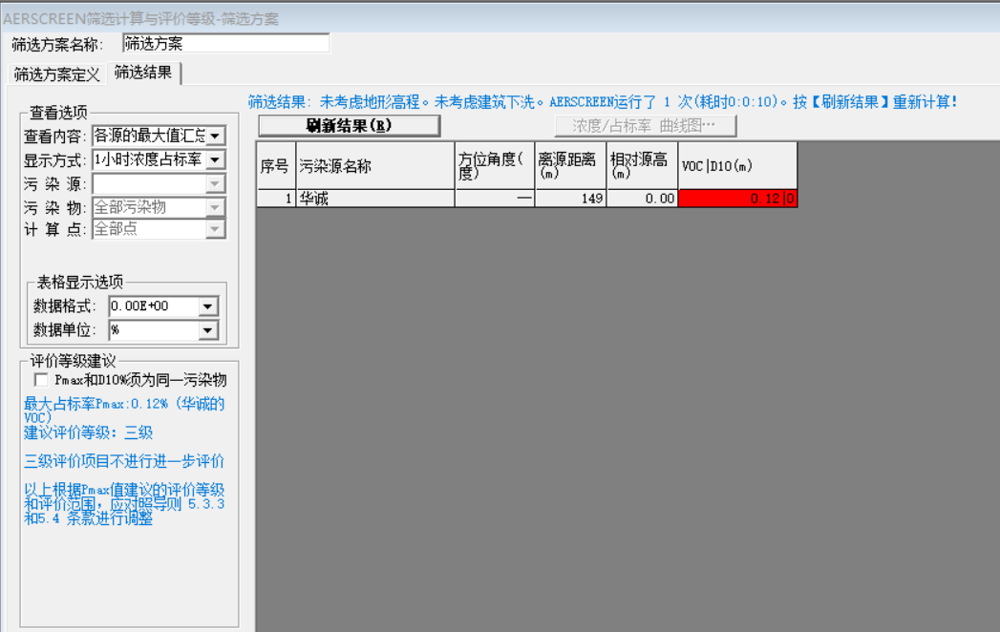 AERSCREEN筛选计算与评价等级-筛选方案
筛选方案名称: 筛选方案
筛选方案定义 筛选结果
筛选结果: 未考虑地形高程。未考虑建筑下洗。AERSCREEN运行了 1 次(耗时0:0:10)。按【刷新结果】重新计算!
刷新结果(R) 浓度/占标率 曲线图…
查看选项
查看内容: 各源的最大值汇总
显示方式: 1小时浓度占标率
污 染 源:
污 染 物: 全部污染物
计 算 点: 全部点
序号 污染源名称 方位角度(度) 离源距离(m) 相对源高(m) VOC|D10(m)
1 华诚 — 149 0.00 0.12|0
表格显示选项
数据格式: 0.00E+00
数据单位: %
评价等级建议
Pmax和D10%须为同一污染物
最大占标率Pmax:0.12% (华诚的
VOC)
建议评价等级: 三级
三级评价项目不进行进一步评价
以上根据Pmax值建议的评价等级
和评价范围,应对照导则 5.3.3
和5.4 条款进行调整